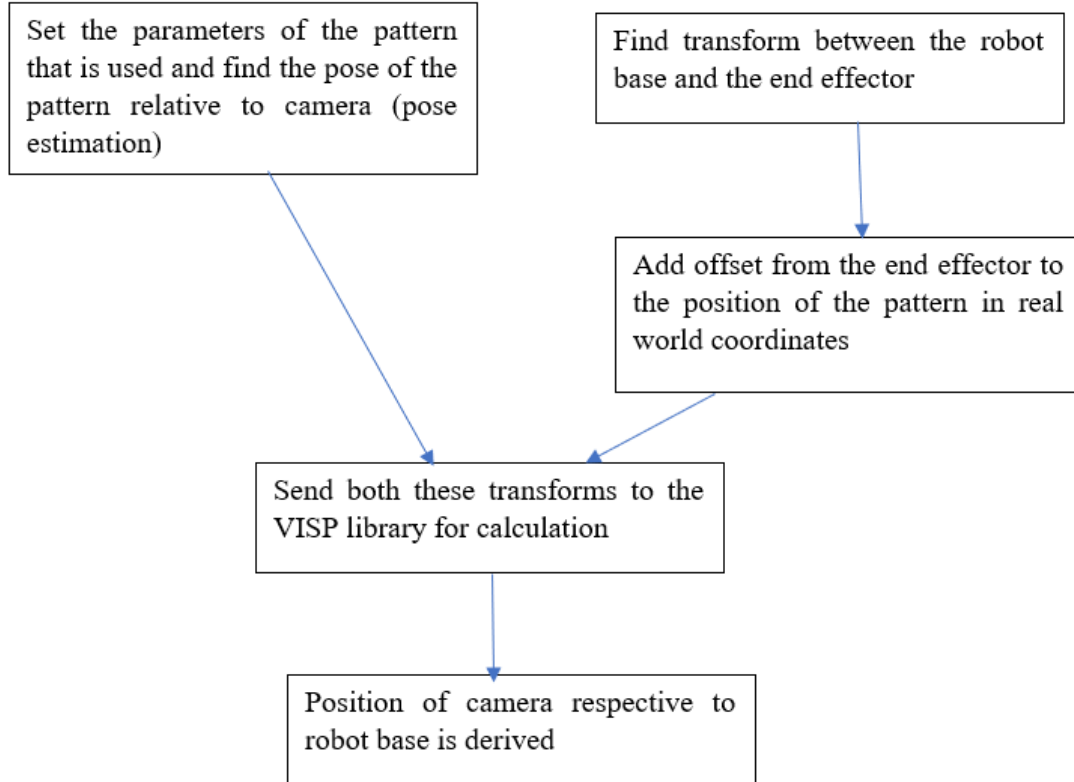 Set the parameters of the pattern
that is used and find the pose of the
pattern relative to camera (pose
estimation)
Find transform between the robot
base and the end effector
Add offset from the end effector to
the position of the pattern in real
world coordinates
Send both these transforms to the
VISP library for calculation
Position of camera respective to
robot base is derived